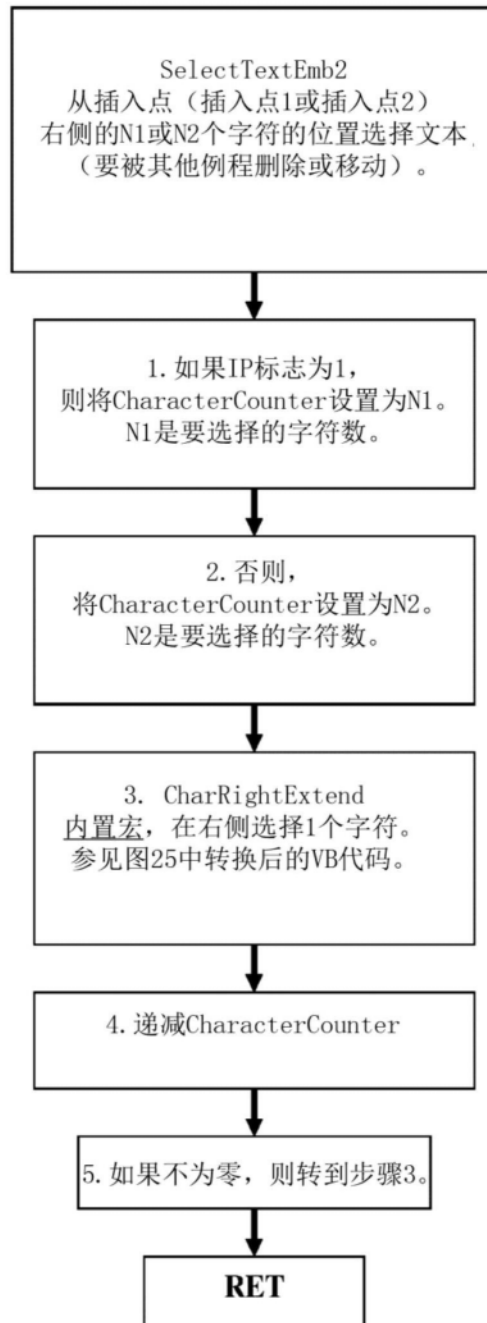 SelectTextEmb2
从插入点（插入点1或插入点2）
右侧的N1或N2个字符的位置选择文本
（要被其他例程删除或移动）。
1.如果IP标志为1，
则将CharacterCounter设置为N1。
N1是要选择的字符数。
2.否则，
将CharacterCounter设置为N2。
N2是要选择的字符数。
3. CharRightExtend
内置宏，在右侧选择1个字符。
参见图25中转换后的VB代码。
4.递减CharacterCounter
5.如果不为零，则转到步骤3。
RET